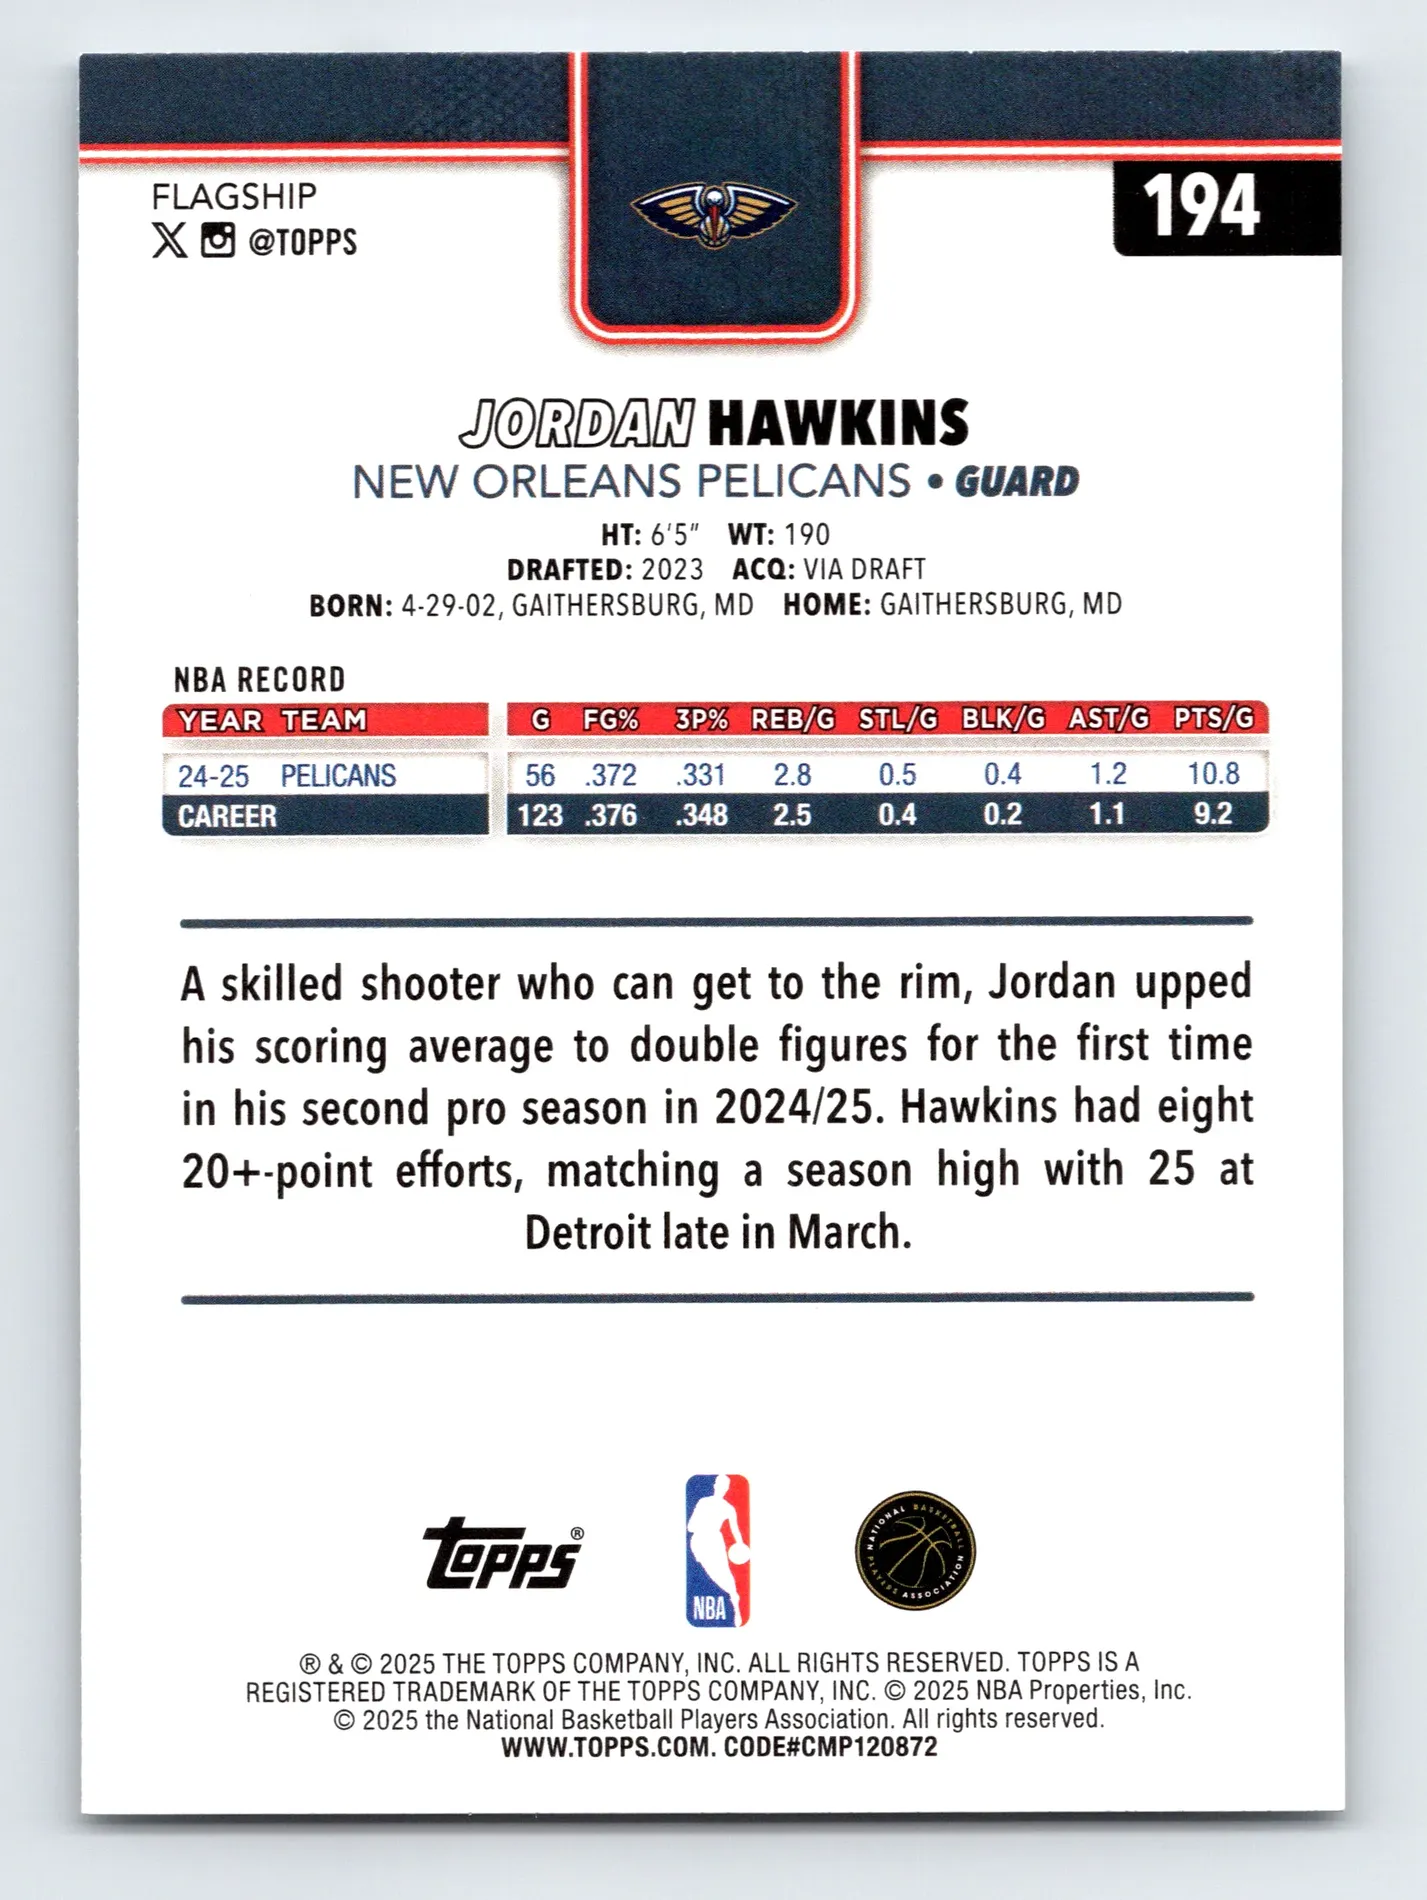 FLAGSHIP
194
@TOPPS
JORDAN HAWKINS
NEW ORLEANS PELICANS • GUARD
HT: 6'5" WT: 190
DRAFTED: 2023 ACQ: VIA DRAFT
BORN: 4-29-02, GAITHERSBURG, MD HOME: GAITHERSBURG, MD
NBA RECORD
YEAR TEAM G FG% 3P% REB/G STL/G BLK/G AST/G PTS/G
24-25 PELICANS 56 .372 .331 2.8 0.5 0.4 1.2 10.8
CAREER 123 .376 .348 2.5 0.4 0.2 1.1 9.2
A skilled shooter who can get to the rim, Jordan upped
his scoring average to double figures for the first time
in his second pro season in 2024/25. Hawkins had eight
20+-point efforts, matching a season high with 25 at
Detroit late in March.
TOPPS®
NBA
NATIONAL BASKETBALL PLAYERS ASSOCIATION
® & © 2025 THE TOPPS COMPANY, INC. ALL RIGHTS RESERVED. TOPPS IS A
REGISTERED TRADEMARK OF THE TOPPS COMPANY, INC. © 2025 NBA Properties, Inc.
© 2025 the National Basketball Players Association. All rights reserved.
WWW.TOPPS.COM. CODE#CMP120872